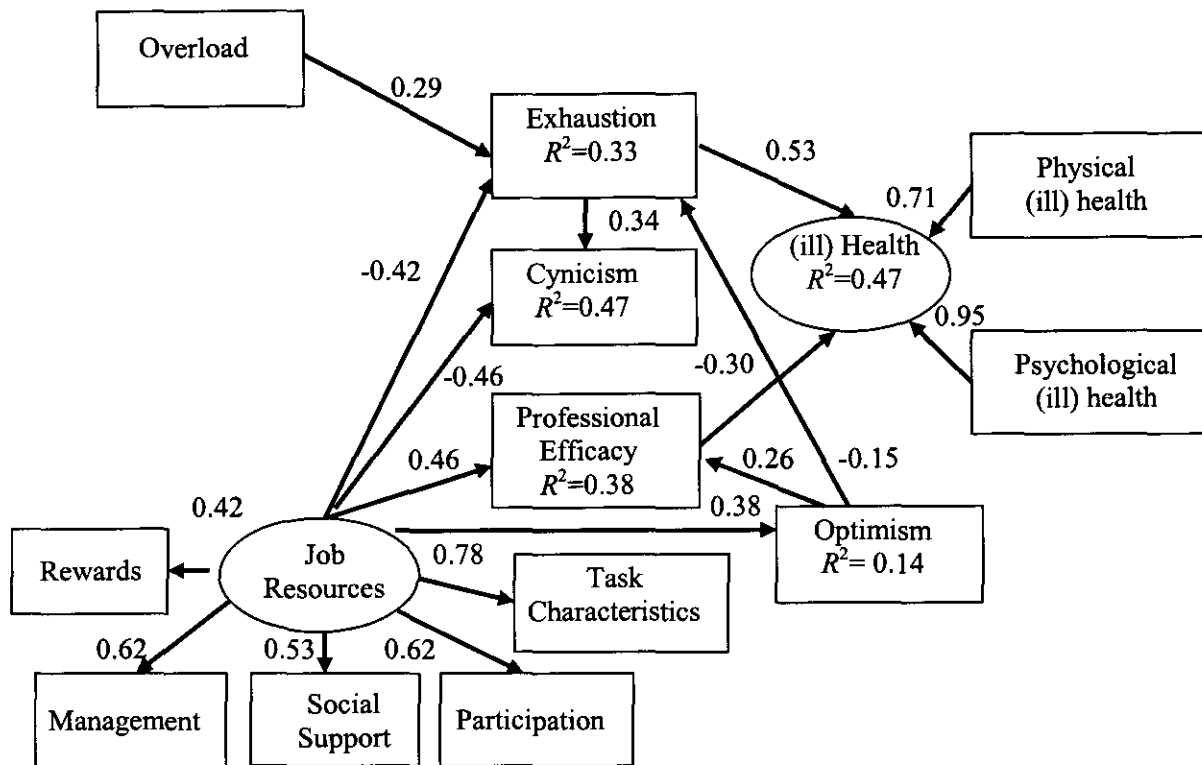 Overload
0.29
Exhaustion
R²=0.33
0.53
Physical
(ill) health
0.71
0.34
(ill) Health
R²=0.47
-0.42
Cynicism
R²=0.47
0.95
-0.46
-0.30
Psychological
(ill) health
Professional
Efficacy
R²=0.38
0.46
0.26
-0.15
0.42
0.38
Optimism
R²= 0.14
Rewards
Job
Resources
0.78
Task
Characteristics
0.62
0.53
0.62
Management
Social
Support
Participation